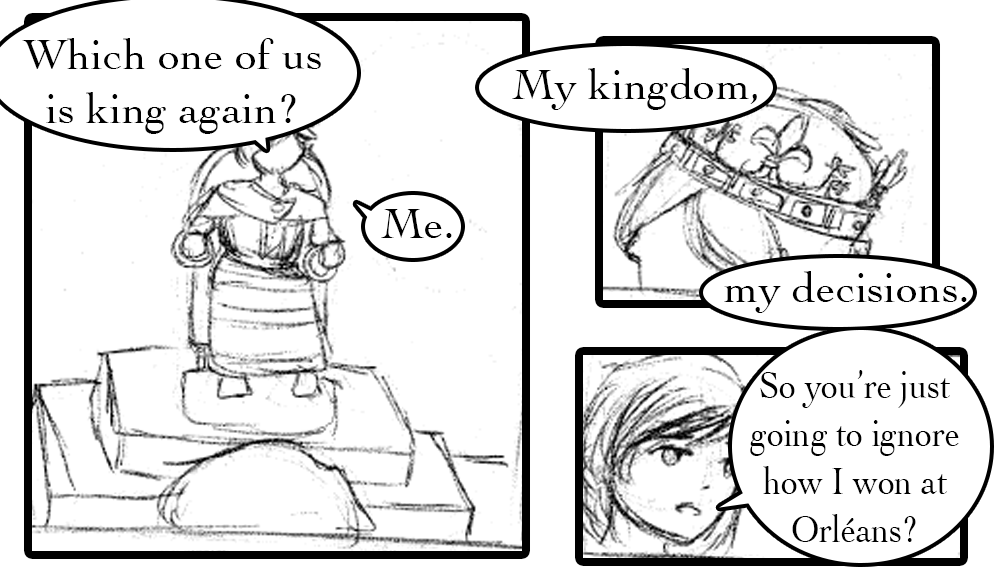 Which one of us
is king again?
Me.
My kingdom,
my decisions.
So you're just
going to ignore
how I won at
Orléans?